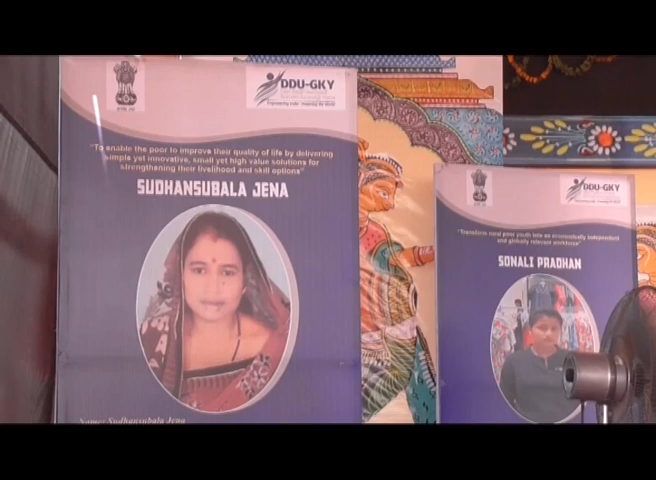 DDU-GKY
"To enable the poor to improve their quality of life by delivering
simple yet innovative, small yet high value solutions for
strengthening their livelihood and skill options"
SUDHANSUBALA JENA
Name: Sudhansubala Jena
DDU-GKY
"Transform rural poor youth into an economically independent
and globally relevant workforce"
SONALI PRADHAN